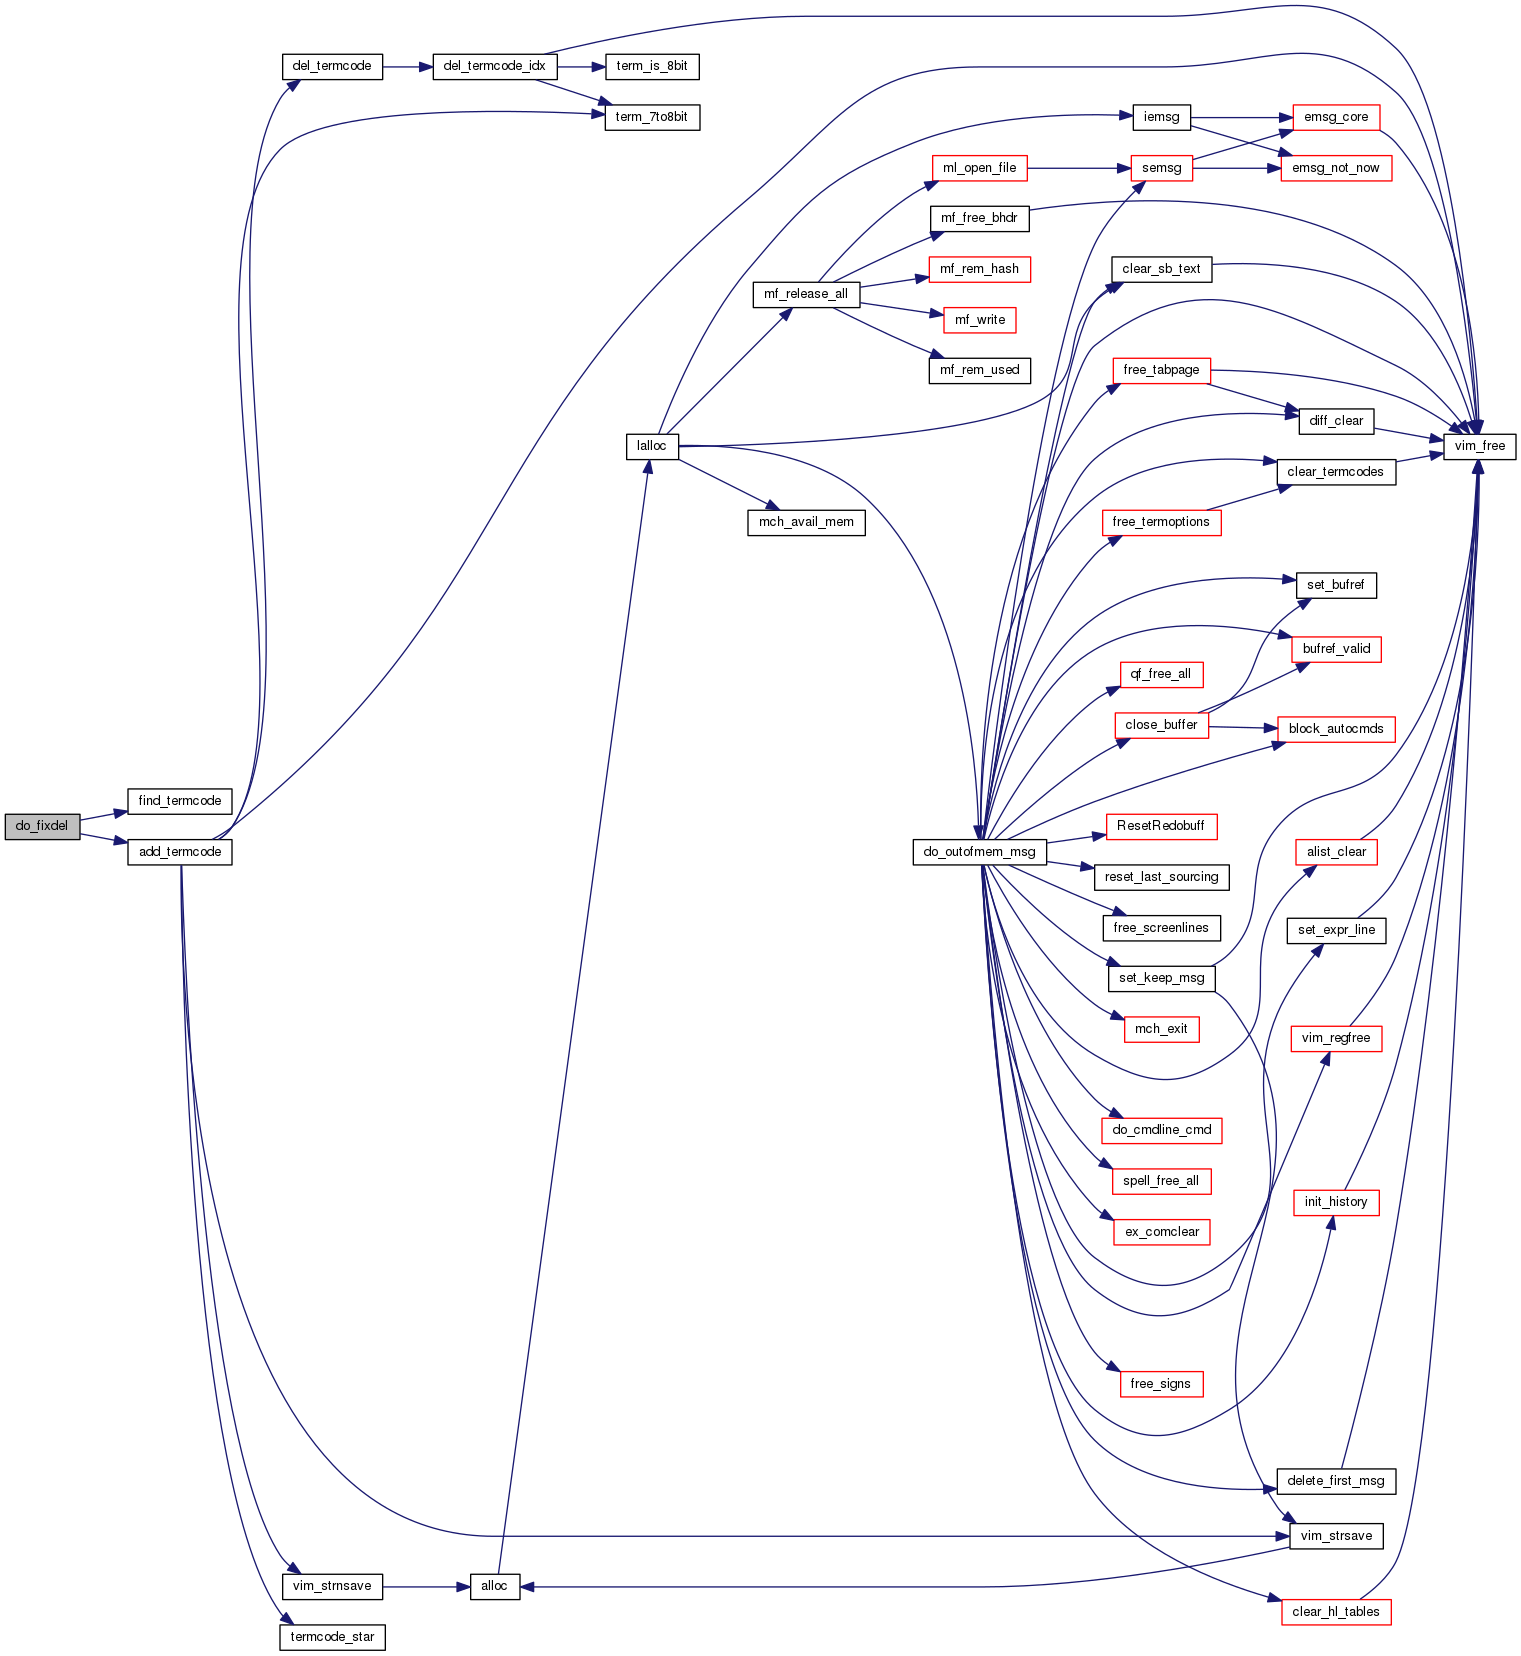 del_termcode
del_termcode_idx
term_is_8bit
term_7to8bit
iemsg
emsg_core
ml_open_file
semsg
emsg_not_now
mf_free_bhdr
mf_rem_hash
clear_sb_text
mf_release_all
mf_write
mf_rem_used
free_tabpage
diff_clear
lalloc
vim_free
clear_termcodes
mch_avail_mem
free_termoptions
set_bufref
bufref_valid
qf_free_all
close_buffer
block_autocmds
find_termcode
do_fixdel
ResetRedobuff
add_termcode
do_outofmem_msg
alist_clear
reset_last_sourcing
free_screenlines
set_expr_line
set_keep_msg
mch_exit
vim_regfree
do_cmdline_cmd
spell_free_all
init_history
ex_comclear
free_signs
delete_first_msg
vim_strsave
vim_strnsave
alloc
clear_hl_tables
termcode_star